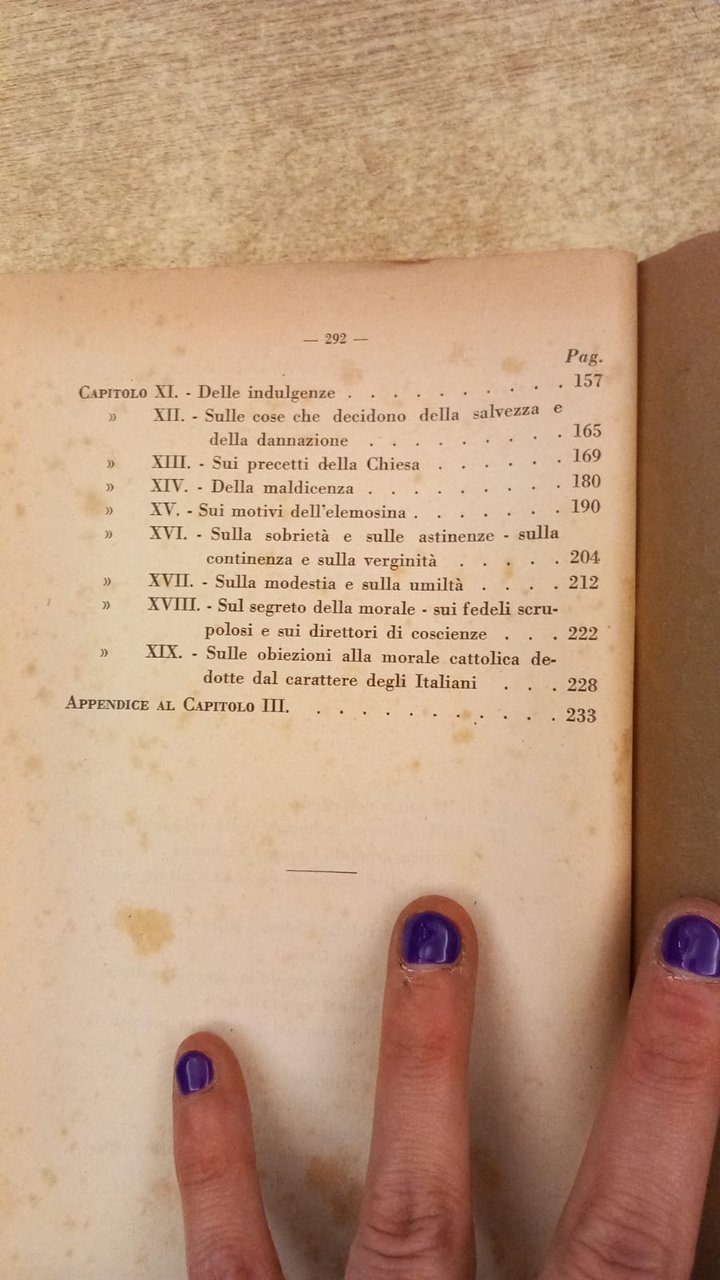 — 292 —
Pag.
CAPITOLO XI. - Delle indulgenze . . . . . . . . . . 157
» XII. - Sulle cose che decidono della salvezza e
della dannazione . . . . . . . . . 165
» XIII. - Sui precetti della Chiesa . . . . . . 169
» XIV. - Della maldicenza . . . . . . . . . 180
» XV. - Sui motivi dell'elemosina . . . . . . . 190
» XVI. - Sulla sobrietà e sulle astinenze - sulla
continenza e sulla verginità . . . . . 204
» XVII. - Sulla modestia e sulla umiltà . . . . 212
» XVIII. - Sul segreto della morale - sui fedeli scru-
polosi e sui direttori di coscienze . . . 222
» XIX. - Sulle obiezioni alla morale cattolica de-
dotte dal carattere degli Italiani . . . 228
APPENDICE AL CAPITOLO III. . . . . . . . . . . . 233